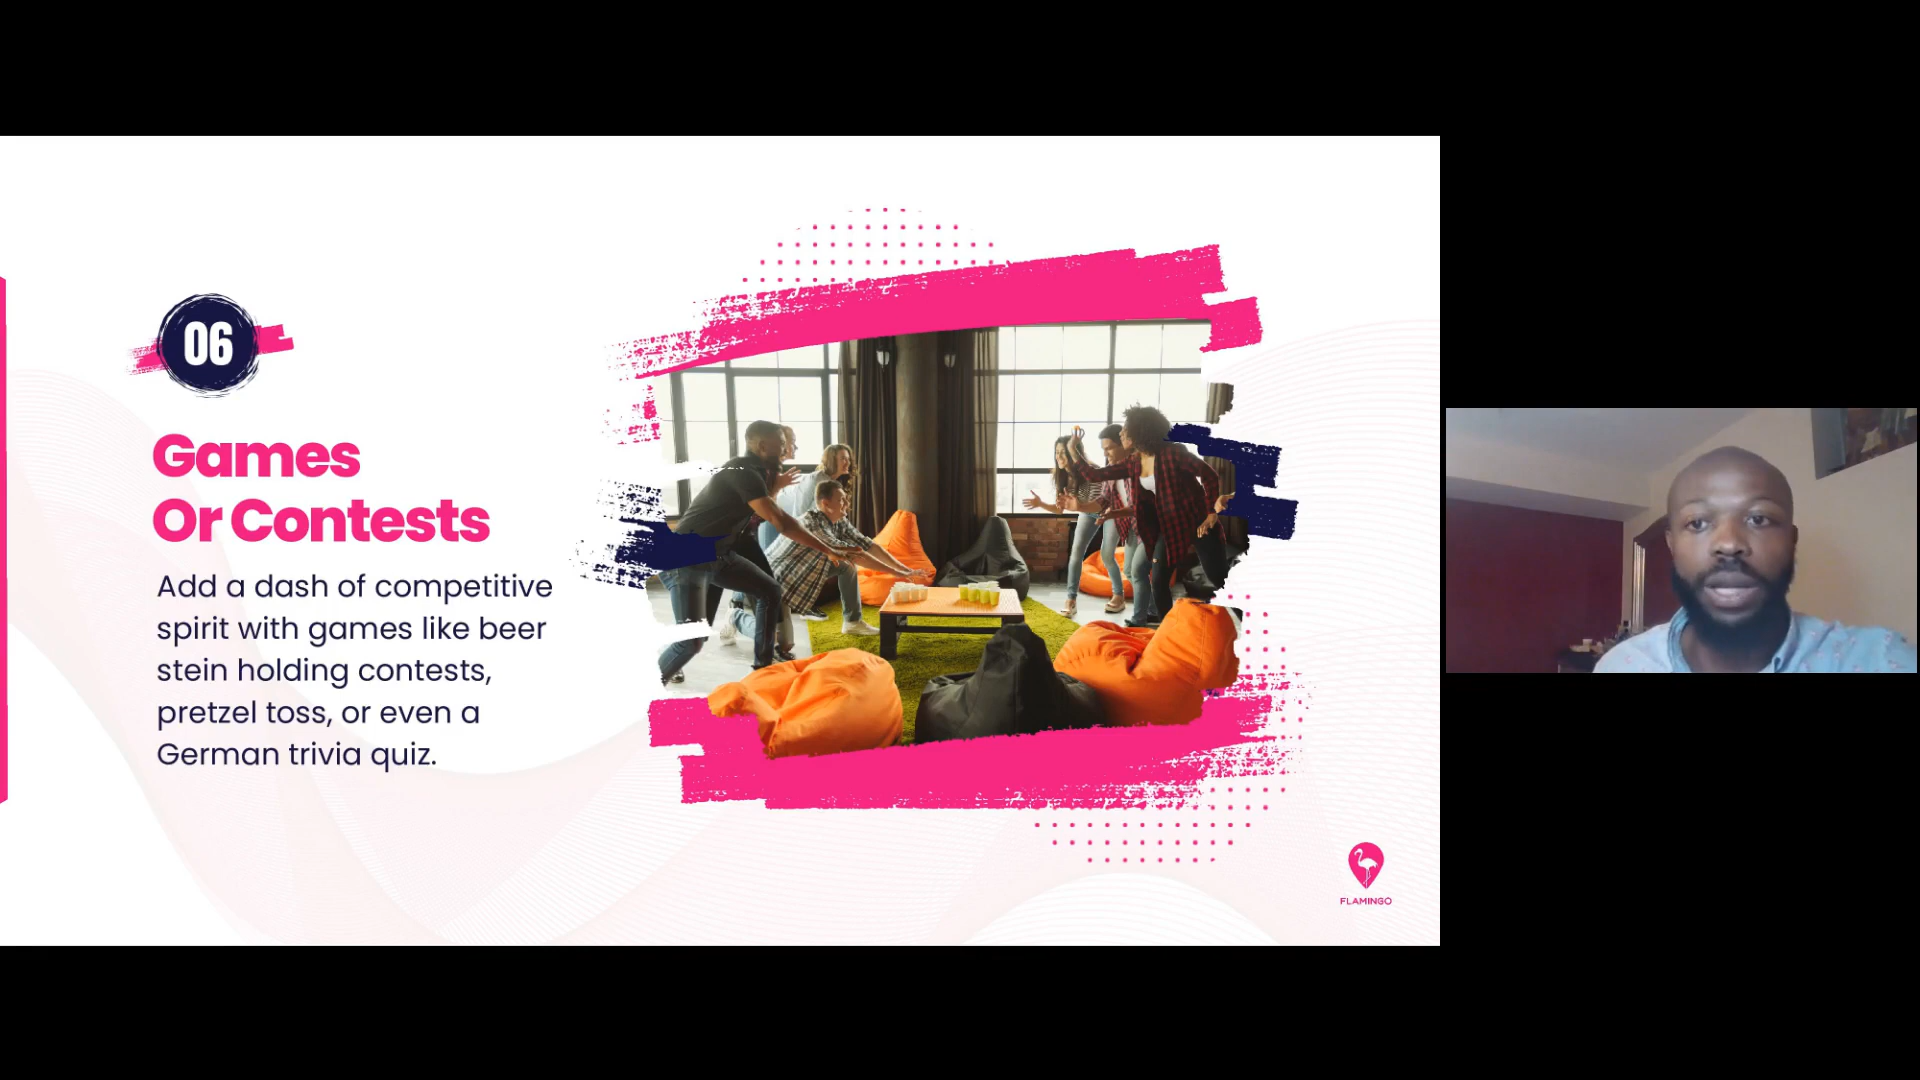 06
Games
Or Contests
Add a dash of competitive
spirit with games like beer
stein holding contests,
pretzel toss, or even a
German trivia quiz.
FLAMINGO